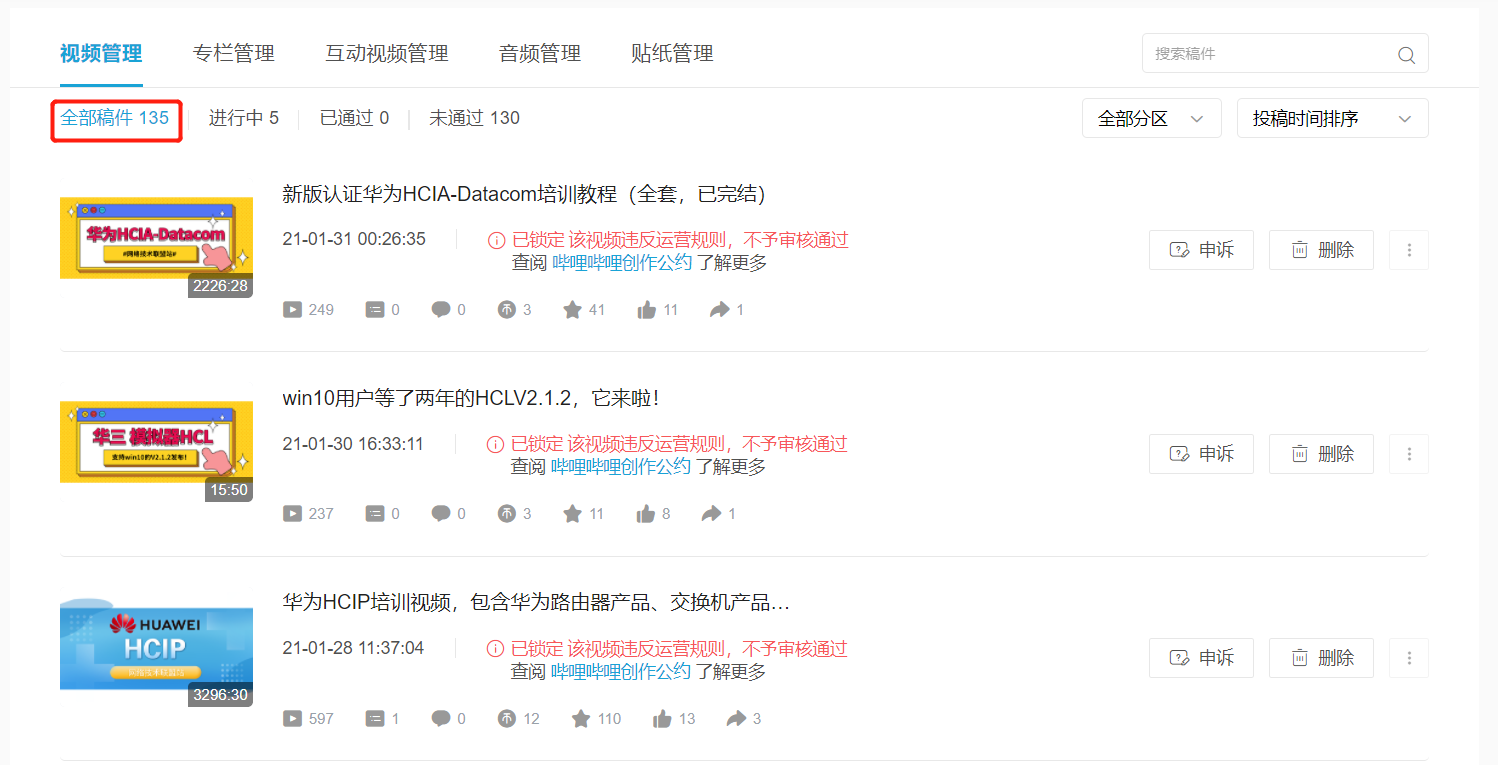 视频管理 专栏管理 互动视频管理 音频管理 贴纸管理 搜索稿件
全部稿件 135 进行中 5 已通过 0 未通过 130 全部分区 投稿时间排序
新版认证华为HCIA-Datacom培训教程（全套，已完结）
华为HCIA-Datacom
#网络技术联盟站#
2226:28
21-01-31 00:26:35 已锁定 该视频违反运营规则，不予审核通过
查阅 哔哩哔哩创作公约 了解更多
申诉 删除
249 0 0 3 41 11 1
win10用户等了两年的HCLV2.1.2，它来啦！
华三 模拟器HCL
支持win10的V2.1.2发布!
15:50
21-01-30 16:33:11 已锁定 该视频违反运营规则，不予审核通过
查阅 哔哩哔哩创作公约 了解更多
申诉 删除
237 0 0 3 11 8 1
华为HCIP培训视频，包含华为路由器产品、交换机产品…
HUAWEI
HCIP
网络技术联盟站
3296:30
21-01-28 11:37:04 已锁定 该视频违反运营规则，不予审核通过
查阅 哔哩哔哩创作公约 了解更多
申诉 删除
597 1 0 12 110 13 3